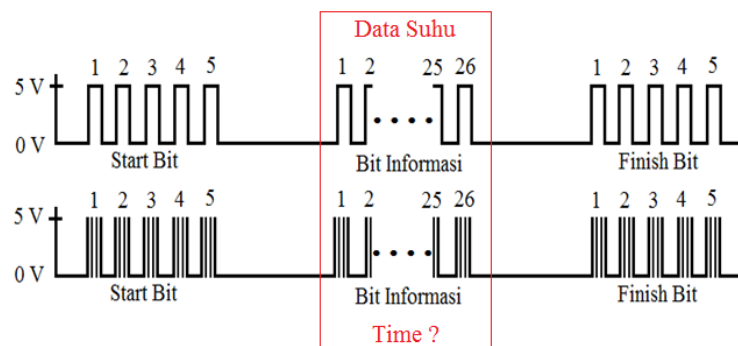 Data Suhu
1 2 3 4 5 1 2 25 26 1 2 3 4 5
5 V
0 V
Start Bit Bit Informasi Finish Bit
1 2 3 4 5 1 2 25 26 1 2 3 4 5
5 V
0 V
Start Bit Bit Informasi Finish Bit
Time ?